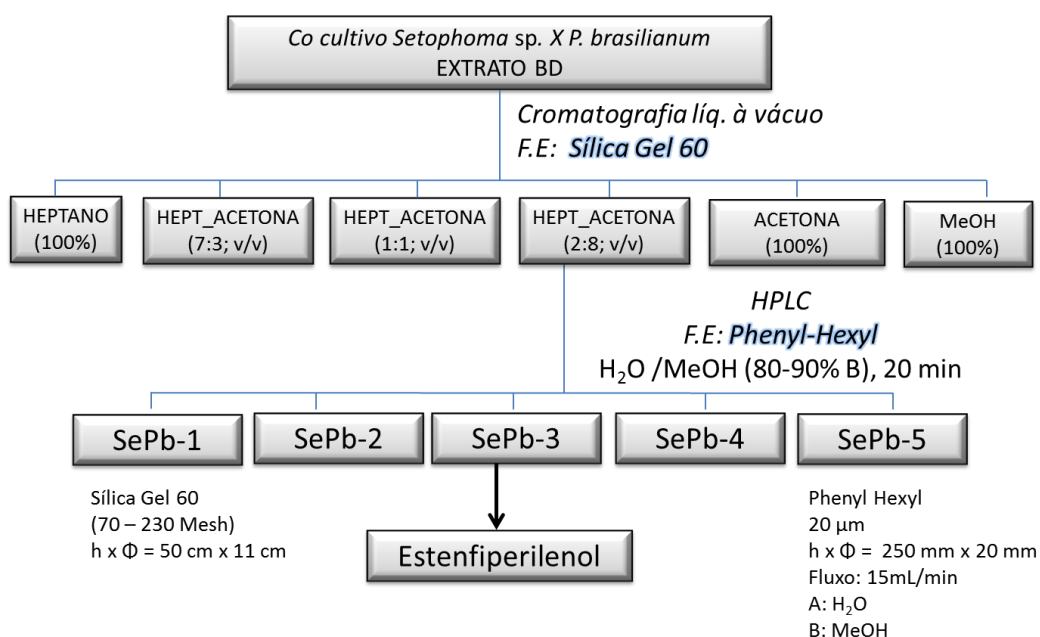 Co cultivo Setophoma sp. X P. brasilianum
EXTRATO BD
Cromatografia líq. à vácuo
F.E: Sílica Gel 60
HEPTANO
(100%)
HEPT_ACETONA
(7:3; v/v)
HEPT_ACETONA
(1:1; v/v)
HEPT_ACETONA
(2:8; v/v)
ACETONA
(100%)
MeOH
(100%)
HPLC
F.E: Phenyl-Hexyl
H₂O /MeOH (80-90% B), 20 min
SePb-1
SePb-2
SePb-3
SePb-4
SePb-5
Sílica Gel 60
(70 – 230 Mesh)
h x Φ = 50 cm x 11 cm
Estenfiperilenol
Phenyl Hexyl
20 μm
h x Φ = 250 mm x 20 mm
Fluxo: 15mL/min
A: H₂O
B: MeOH